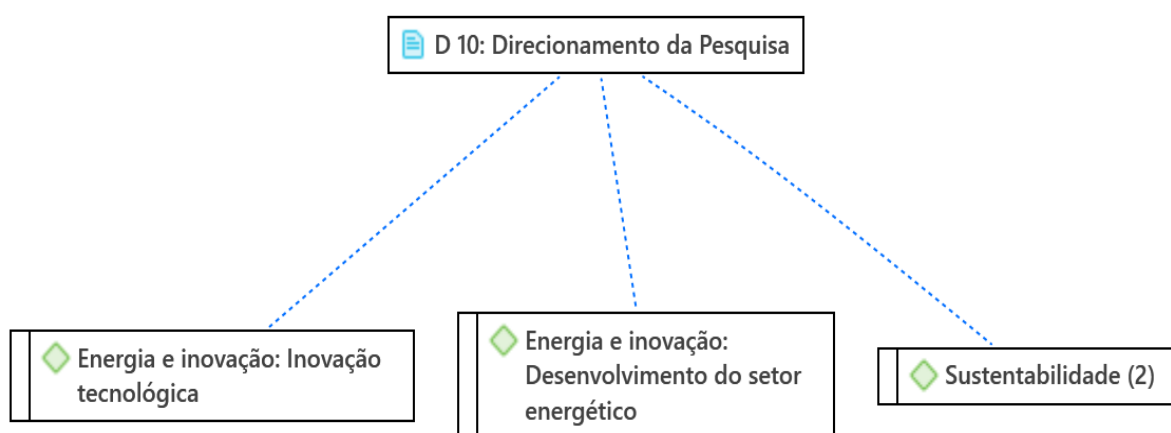 D 10: Direcionamento da Pesquisa
Energia e inovação: Inovação
tecnológica
Energia e inovação:
Desenvolvimento do setor
energético
Sustentabilidade (2)